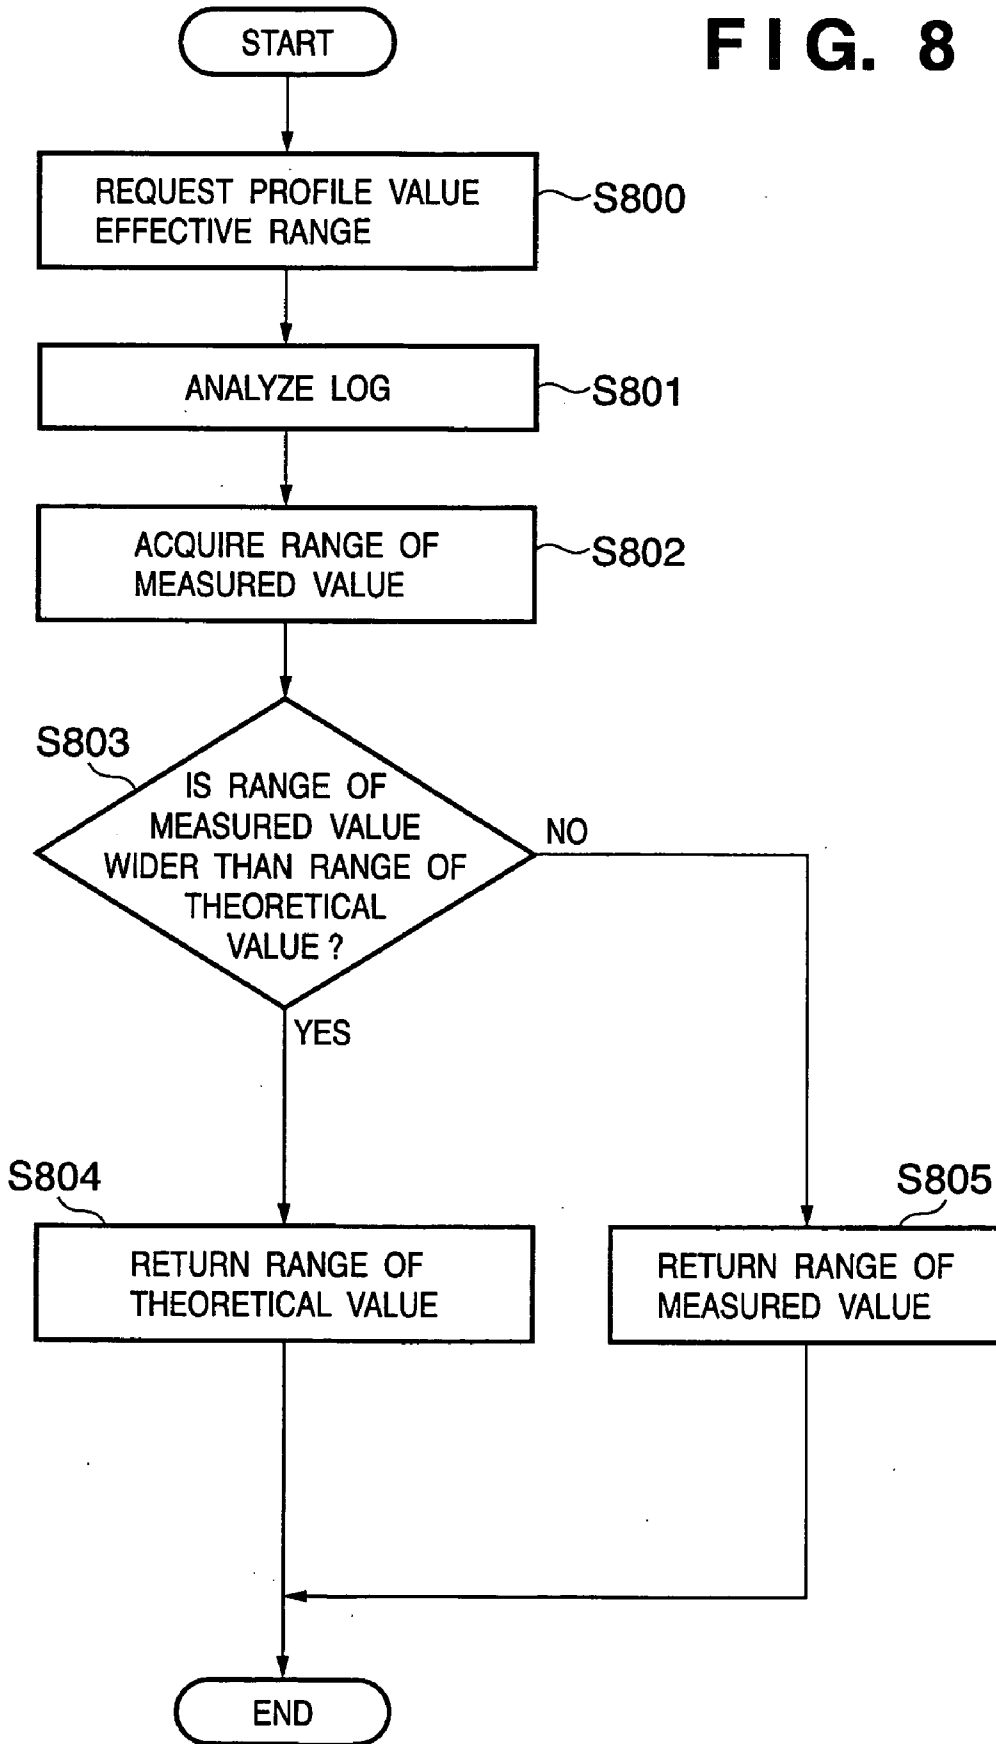 START
FIG. 8
REQUEST PROFILE VALUE
EFFECTIVE RANGE
S800
ANALYZE LOG
S801
ACQUIRE RANGE OF
MEASURED VALUE
S802
S803
IS RANGE OF
MEASURED VALUE
WIDER THAN RANGE OF
THEORETICAL
VALUE ?
NO
YES
S804
RETURN RANGE OF
THEORETICAL VALUE
S805
RETURN RANGE OF
MEASURED VALUE
END